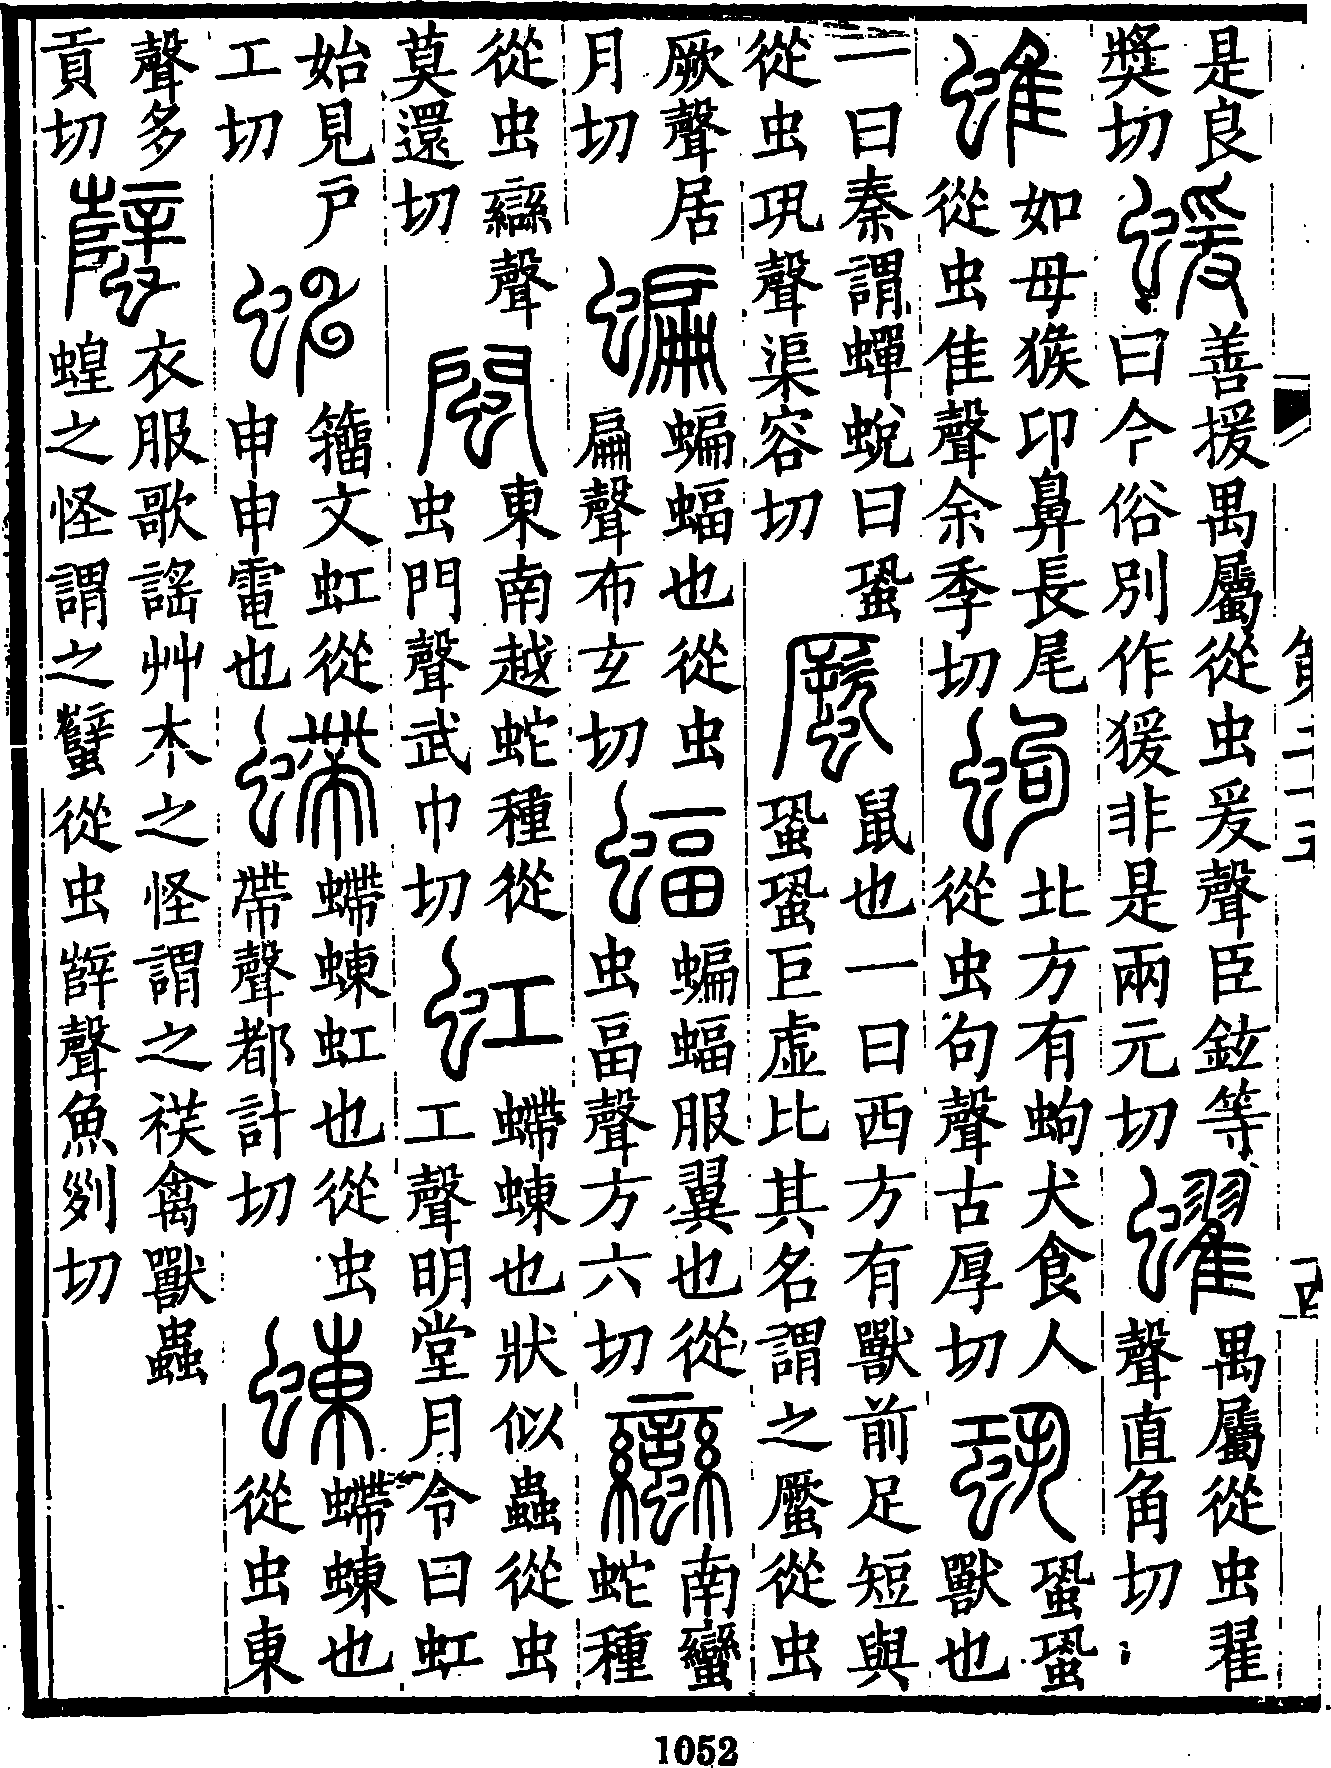 第二十五
五
是良獎切蝯善援禺屬從虫爰聲臣鉉等曰今俗別作猨非是兩元切蠗禺屬從虫翟聲直角切
蜼如母猴卬鼻長尾從虫隹聲余季切蚼北方有蚼犬食人從虫句聲古厚切蛩蛩蛩獸也
一曰秦謂蟬蛻曰蛩從虫巩聲渠容切蟨鼠也一曰西方有獸前足短與蛩蛩巨虛比其名謂之蟨從虫
厥聲居月切蝙蝙蝠也從虫扁聲布玄切蝠蝙蝠服翼也從虫畐聲方六切蠻南蠻蛇種
從虫䜌聲莫還切閩東南越蛇種從虫門聲武巾切虹螮蝀也狀似蟲從虫工聲明堂月令曰虹
始見戶工切𧈫籒文虹從申申電也螮螮蝀虹也從虫帶聲都計切蝀螮蝀也從虫東
聲多貢切蠥衣服歌謠艸木之怪謂之祅禽獸蟲蝗之怪謂之蠥從虫辥聲魚列切
1052